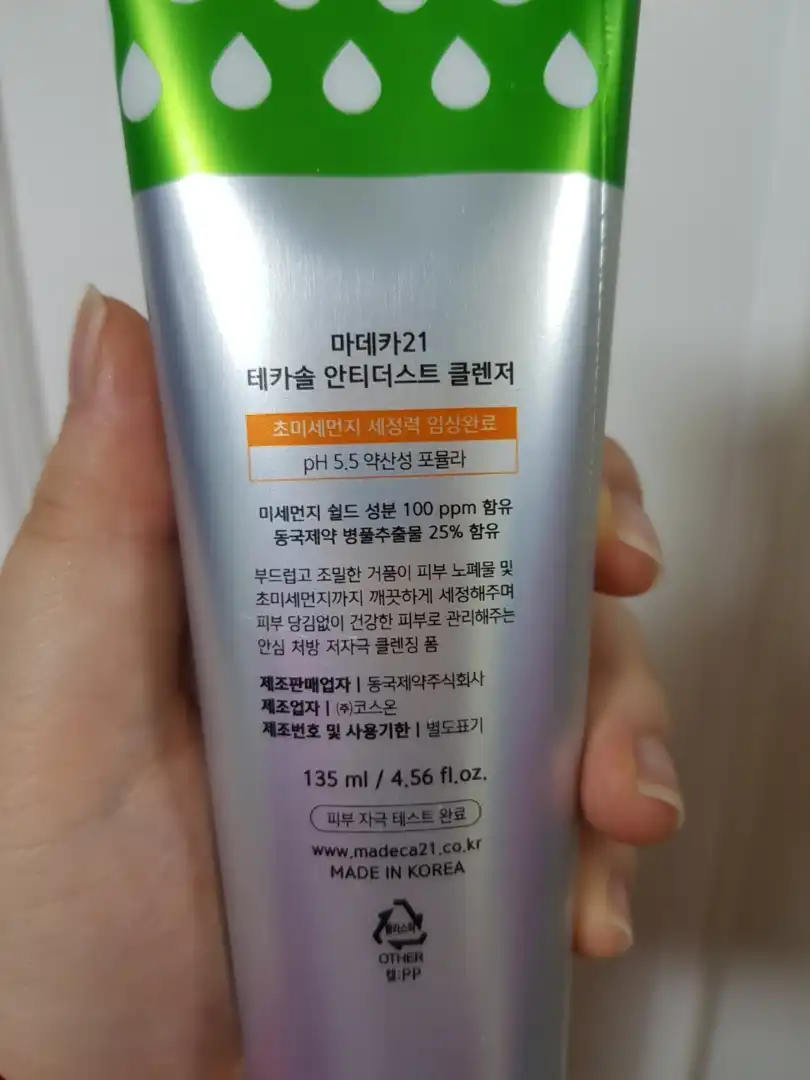 마데카21
테카솔 안티더스트 클렌저
초미세먼지 세정력 임상완료
pH 5.5 약산성 포뮬라
미세먼지 쉴드 성분 100 ppm 함유
동국제약 병풀추출물 25% 함유
부드럽고 조밀한 거품이 피부 노폐물 및
초미세먼지까지 깨끗하게 세정해주며
피부 당김없이 건강한 피부로 관리해주는
안심 처방 저자극 클렌징 폼
제조판매업자 | 동국제약주식회사
제조업자 | ㈜코스온
제조번호 및 사용기한 | 별도표기
135 ml / 4.56 fl.oz.
피부 자극 테스트 완료
www.madeca21.co.kr
MADE IN KOREA
플라스틱
OTHER
캡:PP